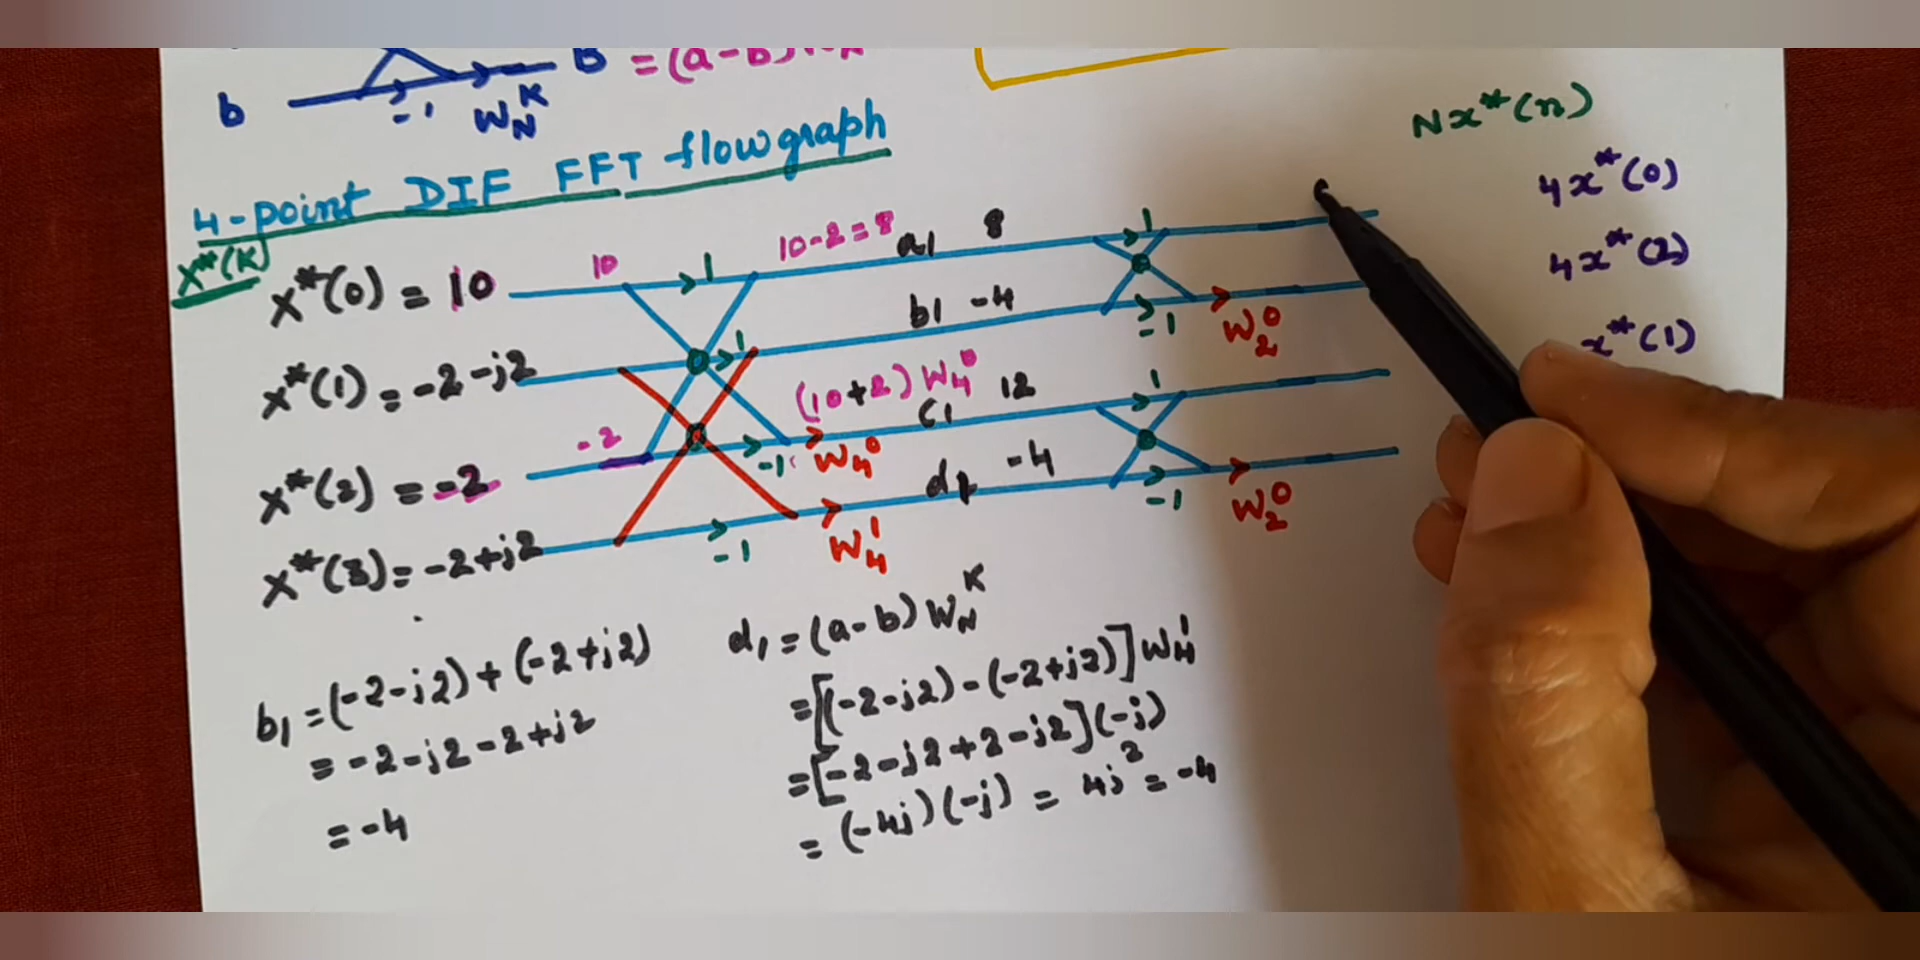 B = (a-b)W_N^K
b -1 W_N^K
4-point DIF FFT flowgraph
N x*(n)
X*(K)
X*(0) = 10 10 1 10-2=8 a1 8 1 4x*(0)
X*(1) = -2-j2 1 b1 -4 -1 W_2^0 4x*(2)
X*(2) = -2 -2 -1 W_4^0 (10+2) W_4^0 c1 12 1 x*(1)
X*(3) = -2+j2 -1 W_4^1 d1 -4 -1 W_2^0
b1 = (-2-j2)+(-2+j2)
= -2-j2-2+j2
= -4
d1 = (a-b) W_N^K
= [(-2-j2)-(-2+j2)] W_4^1
= [-2-j2+2-j2](-j)
= (-4j)(-j) = 4j^2 = -4